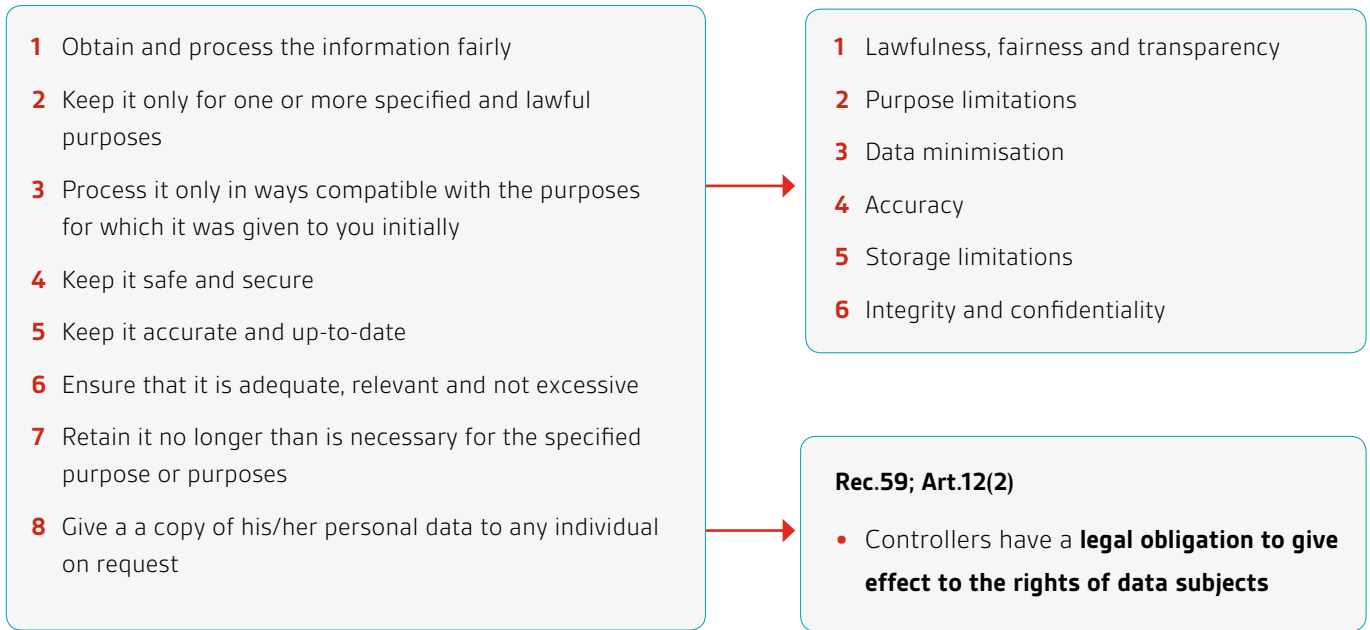 1 Obtain and process the information fairly
2 Keep it only for one or more specified and lawful
purposes
3 Process it only in ways compatible with the purposes
for which it was given to you initially
4 Keep it safe and secure
5 Keep it accurate and up-to-date
6 Ensure that it is adequate, relevant and not excessive
7 Retain it no longer than is necessary for the specified
purpose or purposes
8 Give a a copy of his/her personal data to any individual
on request
1 Lawfulness, fairness and transparency
2 Purpose limitations
3 Data minimisation
4 Accuracy
5 Storage limitations
6 Integrity and confidentiality
Rec.59; Art.12(2)
• Controllers have a legal obligation to give
effect to the rights of data subjects